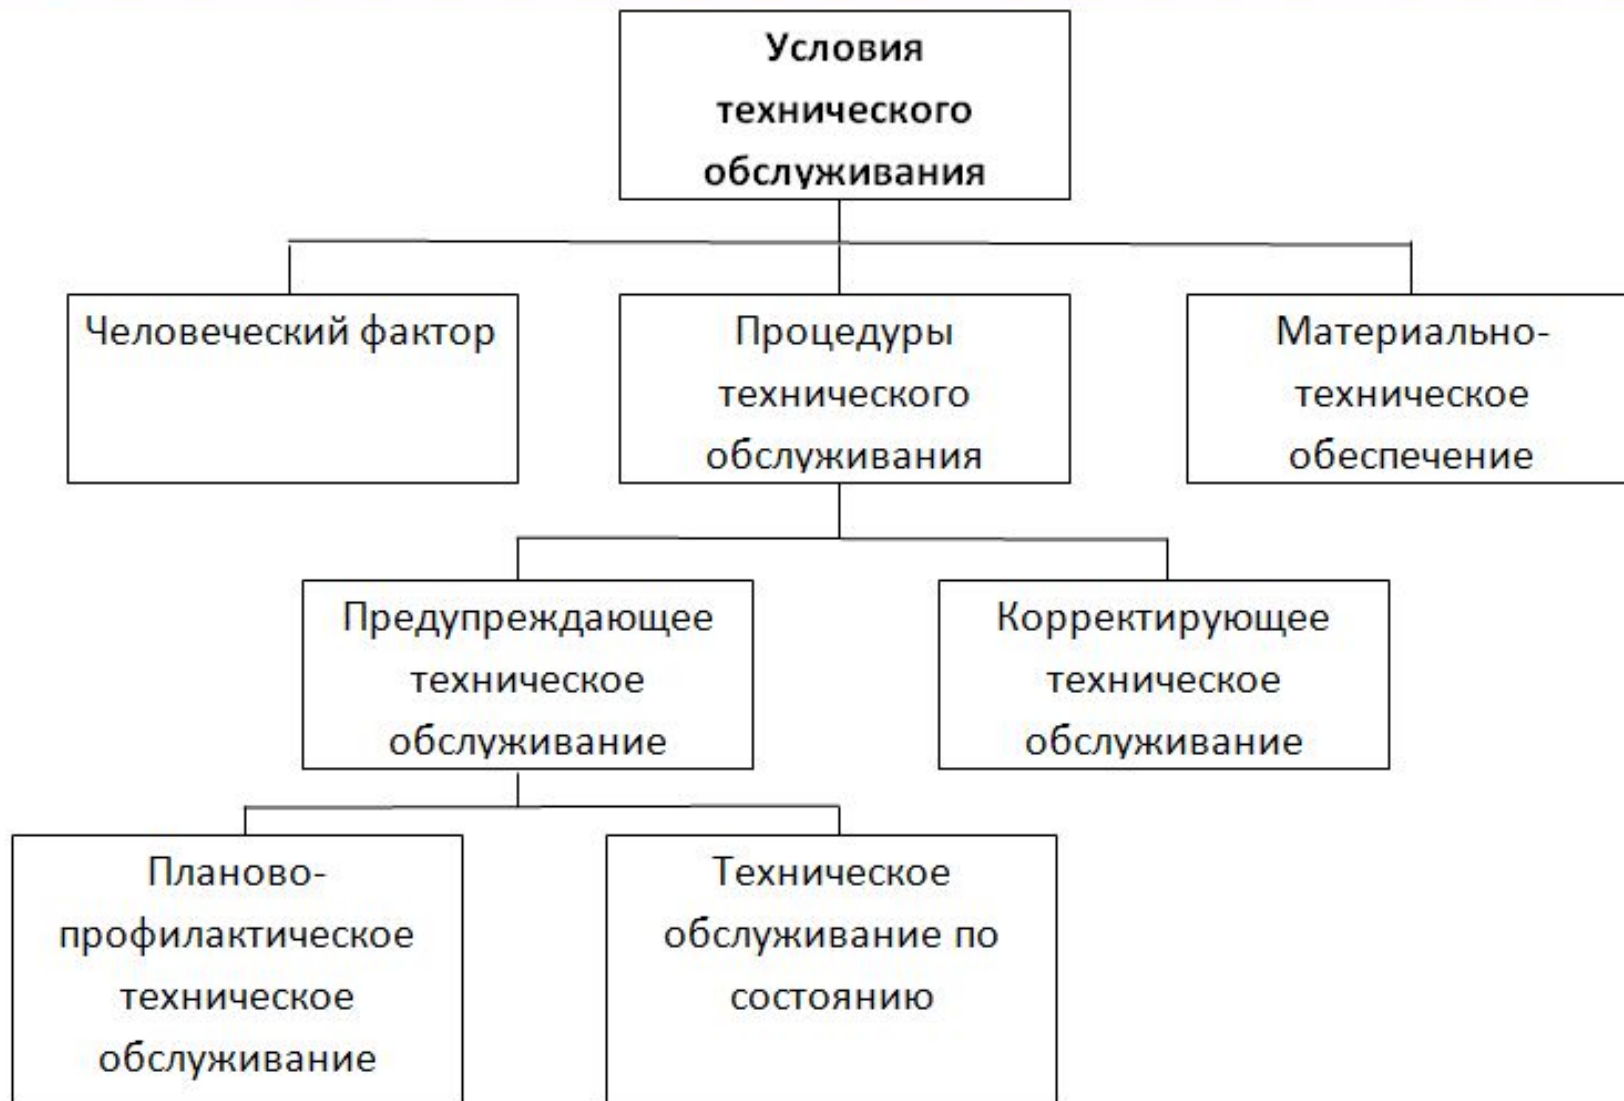 Условия
технического
обслуживания
Человеческий фактор
Процедуры
технического
обслуживания
Материально-
техническое
обеспечение
Предупреждающее
техническое
обслуживание
Корректирующее
техническое
обслуживание
Планово-
профилактическое
техническое
обслуживание
Техническое
обслуживание по
состоянию